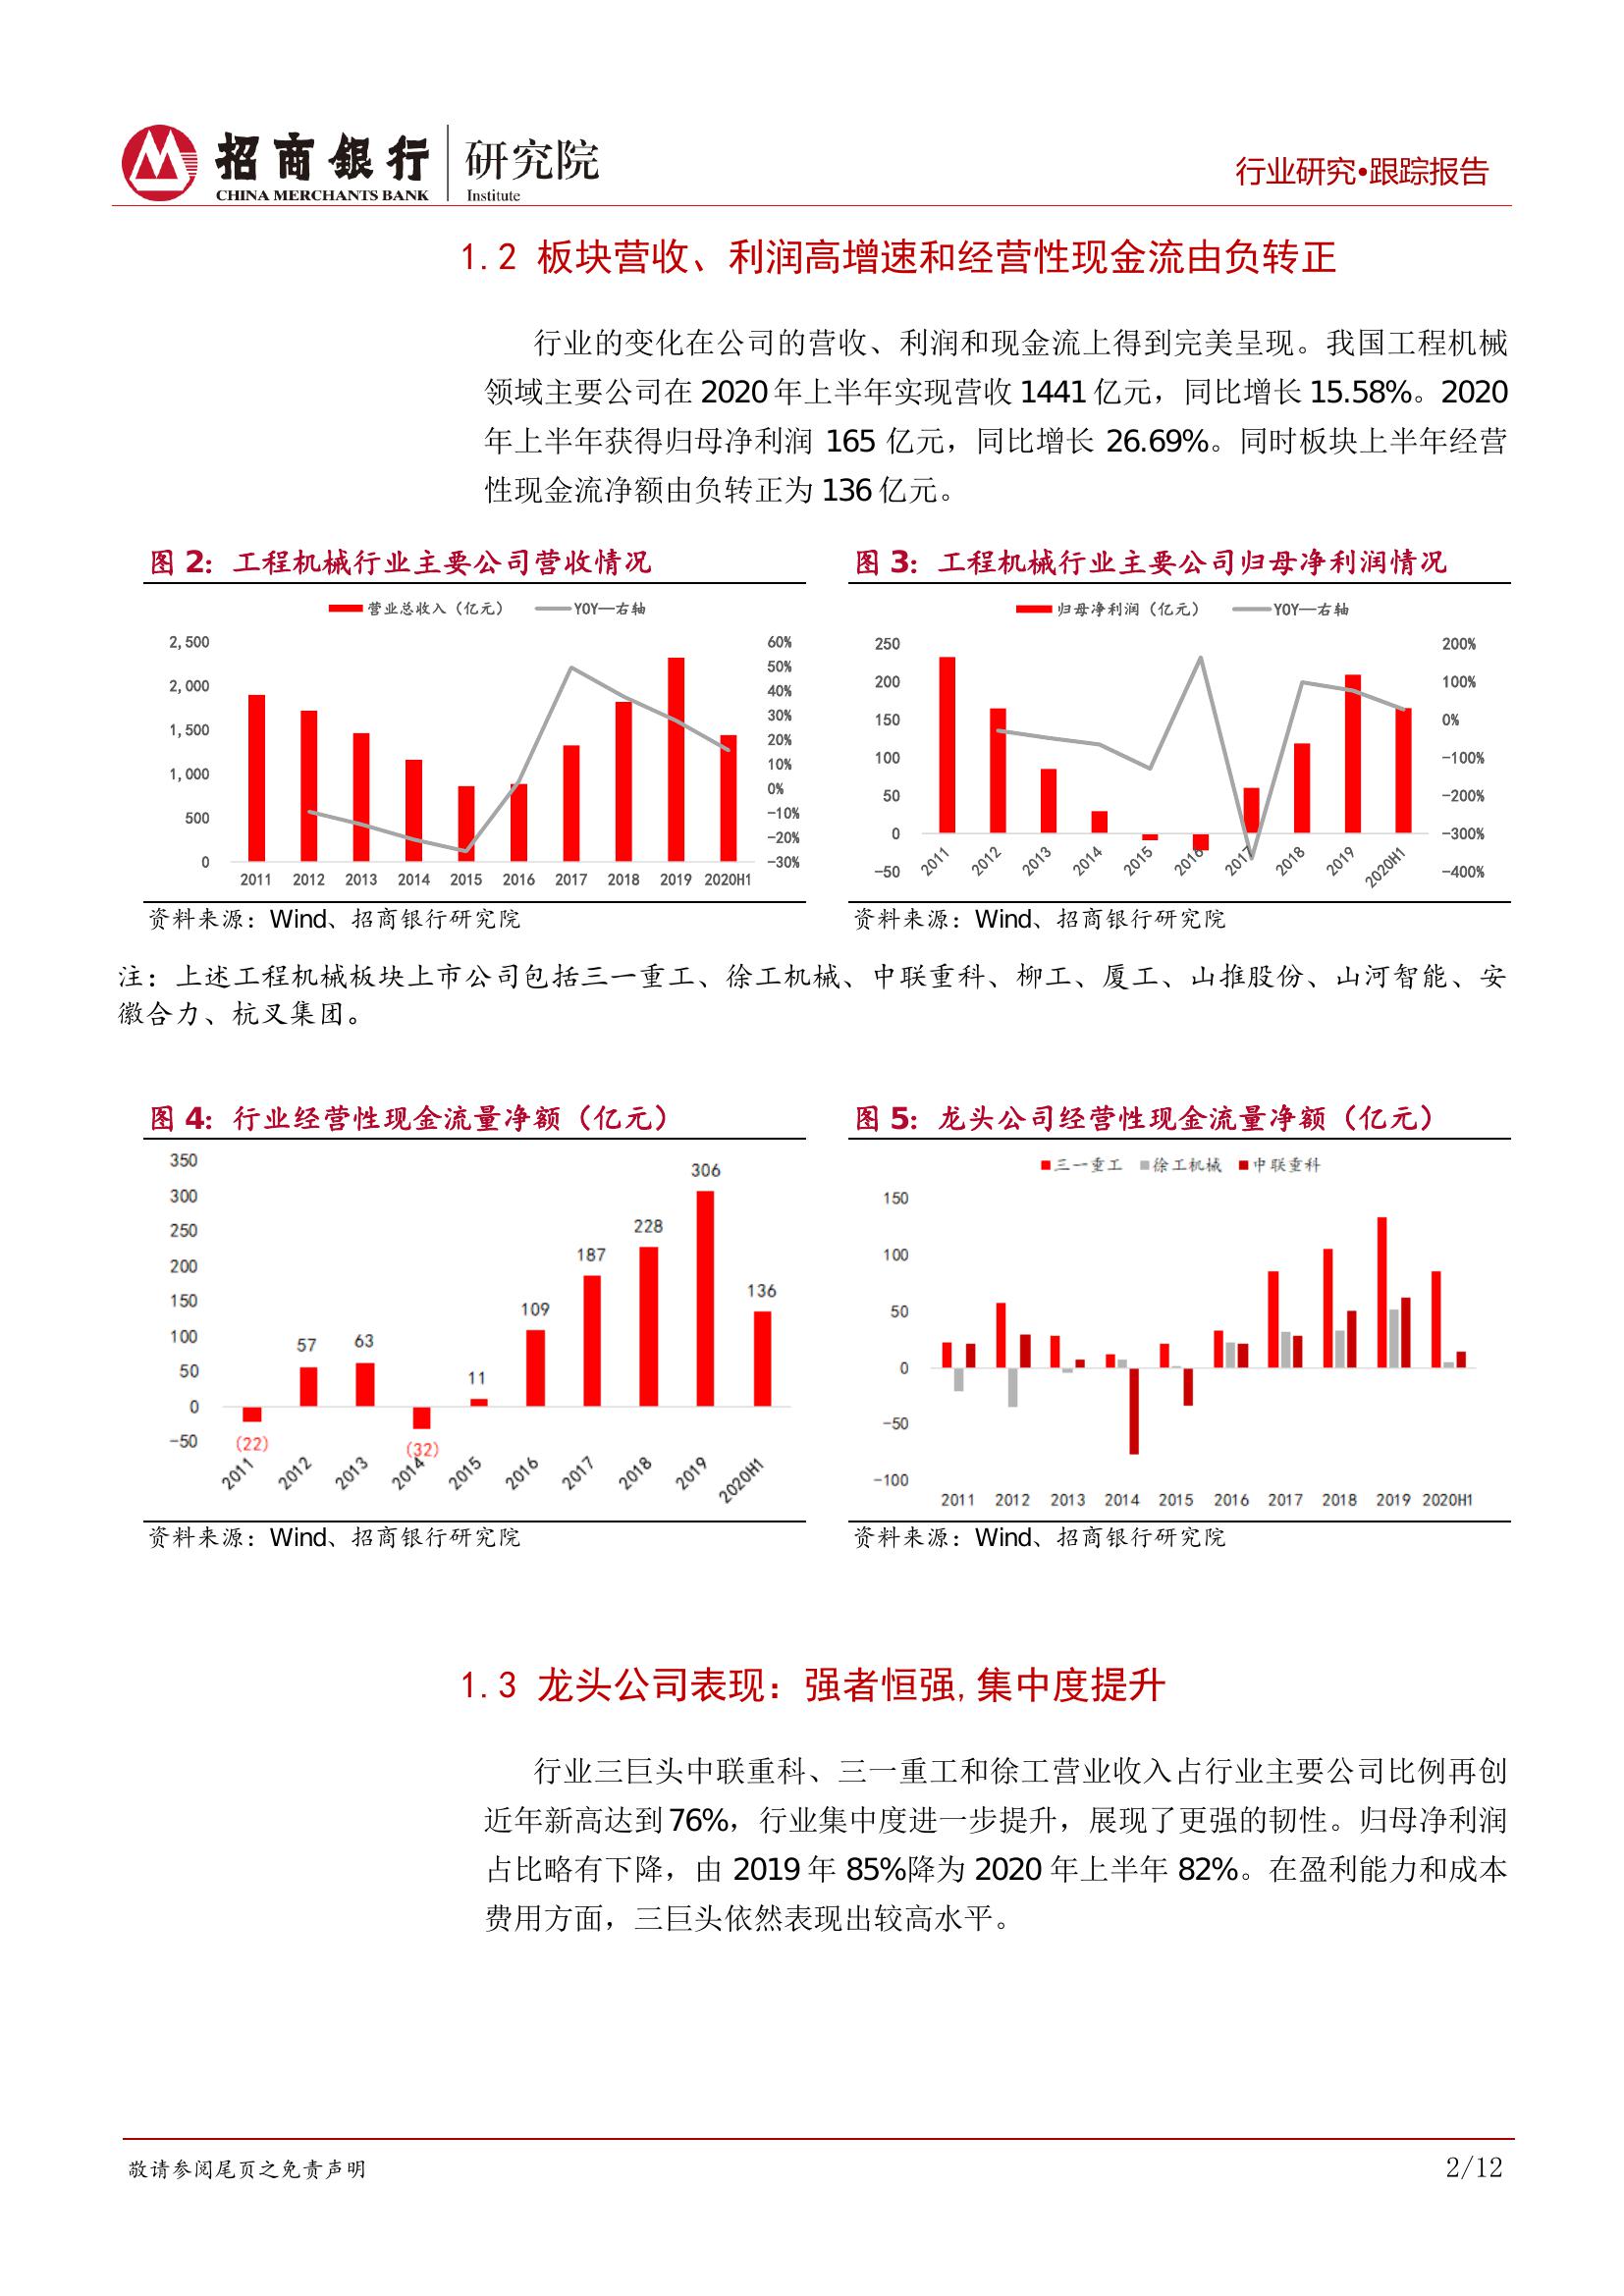 招商银行 研究院
CHINA MERCHANTS BANK Institute
行业研究•跟踪报告
1.2 板块营收、利润高增速和经营性现金流由负转正
行业的变化在公司的营收、利润和现金流上得到完美呈现。我国工程机械
领域主要公司在 2020 年上半年实现营收 1441 亿元，同比增长 15.58%。2020
年上半年获得归母净利润 165 亿元，同比增长 26.69%。同时板块上半年经营
性现金流净额由负转正为 136 亿元。
图 2：工程机械行业主要公司营收情况
营业总收入（亿元） YOY—右轴
2,500
2,000
1,500
1,000
500
0
60%
50%
40%
30%
20%
10%
0%
-10%
-20%
-30%
2011 2012 2013 2014 2015 2016 2017 2018 2019 2020H1
资料来源：Wind、招商银行研究院
图 3：工程机械行业主要公司归母净利润情况
归母净利润（亿元） YOY—右轴
250
200
150
100
50
0
-50
200%
100%
0%
-100%
-200%
-300%
-400%
2011 2012 2013 2014 2015 2016 2017 2018 2019 2020H1
资料来源：Wind、招商银行研究院
注：上述工程机械板块上市公司包括三一重工、徐工机械、中联重科、柳工、厦工、山推股份、山河智能、安
徽合力、杭叉集团。
图 4：行业经营性现金流量净额（亿元）
350
300
250
200
150
100
50
0
-50
(22) 57 63 (32) 11 109 187 228 306 136
2011 2012 2013 2014 2015 2016 2017 2018 2019 2020H1
资料来源：Wind、招商银行研究院
图 5：龙头公司经营性现金流量净额（亿元）
三一重工 徐工机械 中联重科
150
100
50
0
-50
-100
2011 2012 2013 2014 2015 2016 2017 2018 2019 2020H1
资料来源：Wind、招商银行研究院
1.3 龙头公司表现：强者恒强,集中度提升
行业三巨头中联重科、三一重工和徐工营业收入占行业主要公司比例再创
近年新高达到 76%，行业集中度进一步提升，展现了更强的韧性。归母净利润
占比略有下降，由 2019 年 85%降为 2020 年上半年 82%。在盈利能力和成本
费用方面，三巨头依然表现出较高水平。
敬请参阅尾页之免责声明
2/12